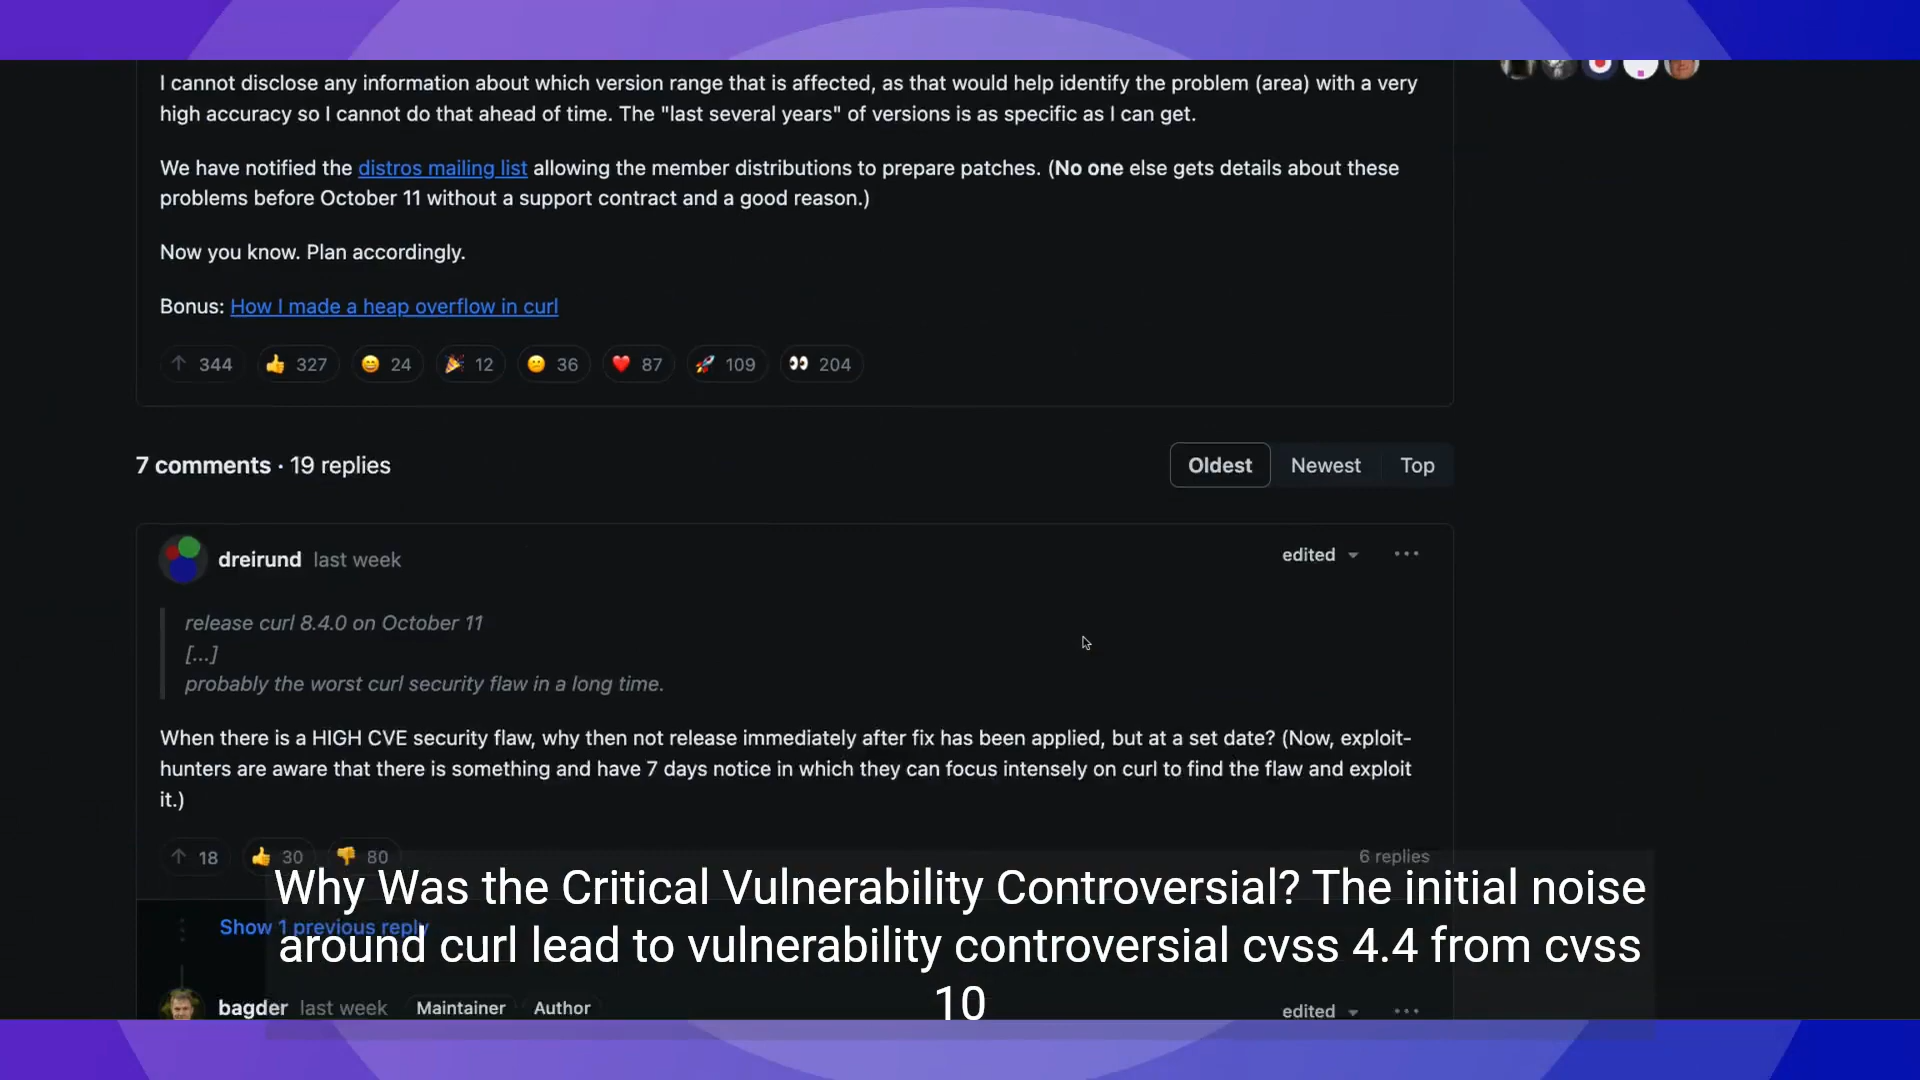 I cannot disclose any information about which version range that is affected, as that would help identify the problem (area) with a very
high accuracy so I cannot do that ahead of time. The "last several years" of versions is as specific as I can get.
We have notified the distros mailing list allowing the member distributions to prepare patches. (No one else gets details about these
problems before October 11 without a support contract and a good reason.)
Now you know. Plan accordingly.
Bonus: How I made a heap overflow in curl
344 327 24 12 36 87 109 204
7 comments · 19 replies
Oldest Newest Top
dreirund last week
edited
release curl 8.4.0 on October 11
[...]
probably the worst curl security flaw in a long time.
When there is a HIGH CVE security flaw, why then not release immediately after fix has been applied, but at a set date? (Now, exploit-
hunters are aware that there is something and have 7 days notice in which they can focus intensely on curl to find the flaw and exploit
it.)
18 30 80
6 replies
Show 1 previous reply
bagder last week Maintainer Author
edited
Why Was the Critical Vulnerability Controversial? The initial noise
around curl lead to vulnerability controversial cvss 4.4 from cvss
10